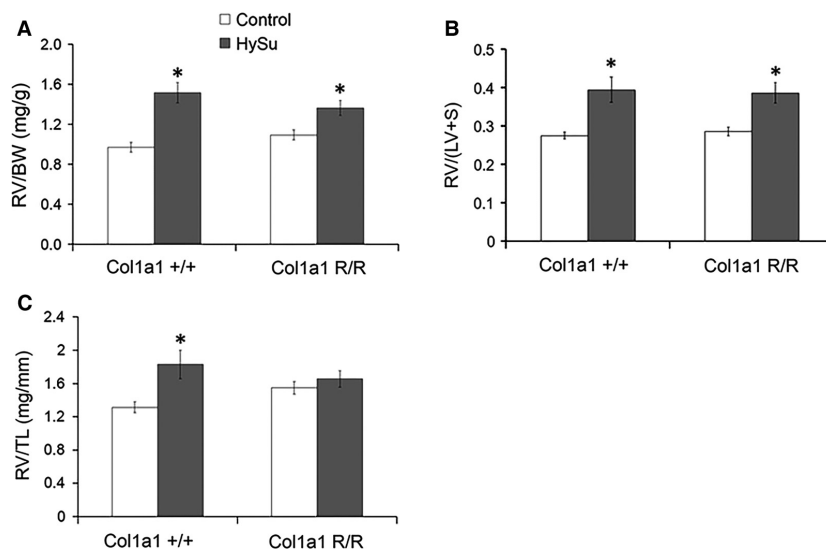 A
Control
HySu
RV/BW (mg/g)
2.0
1.6
1.2
0.8
0.4
0.0
*
*
Col1a1 +/+
Col1a1 R/R
B
RV/(LV+S)
0.5
0.4
0.3
0.2
0.1
0
*
*
Col1a1 +/+
Col1a1 R/R
C
RV/TL (mg/mm)
2.4
2
1.6
1.2
0.8
0.4
0
*
Col1a1 +/+
Col1a1 R/R